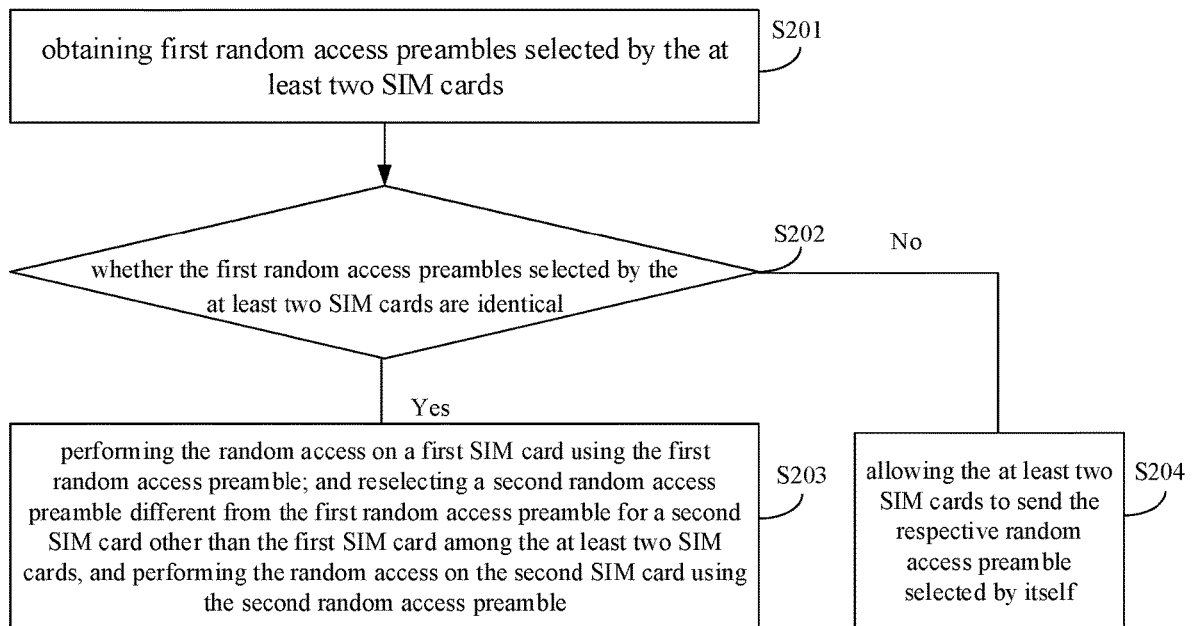 obtaining first random access preambles selected by the at
least two SIM cards
S201
whether the first random access preambles selected by the
at least two SIM cards are identical
S202
No
Yes
performing the random access on a first SIM card using the first
random access preamble; and reselecting a second random access
preamble different from the first random access preamble for a second
SIM card other than the first SIM card among the at least two SIM
cards, and performing the random access on the second SIM card using
the second random access preamble
S203
allowing the at least two
SIM cards to send the
respective random
access preamble
selected by itself
S204